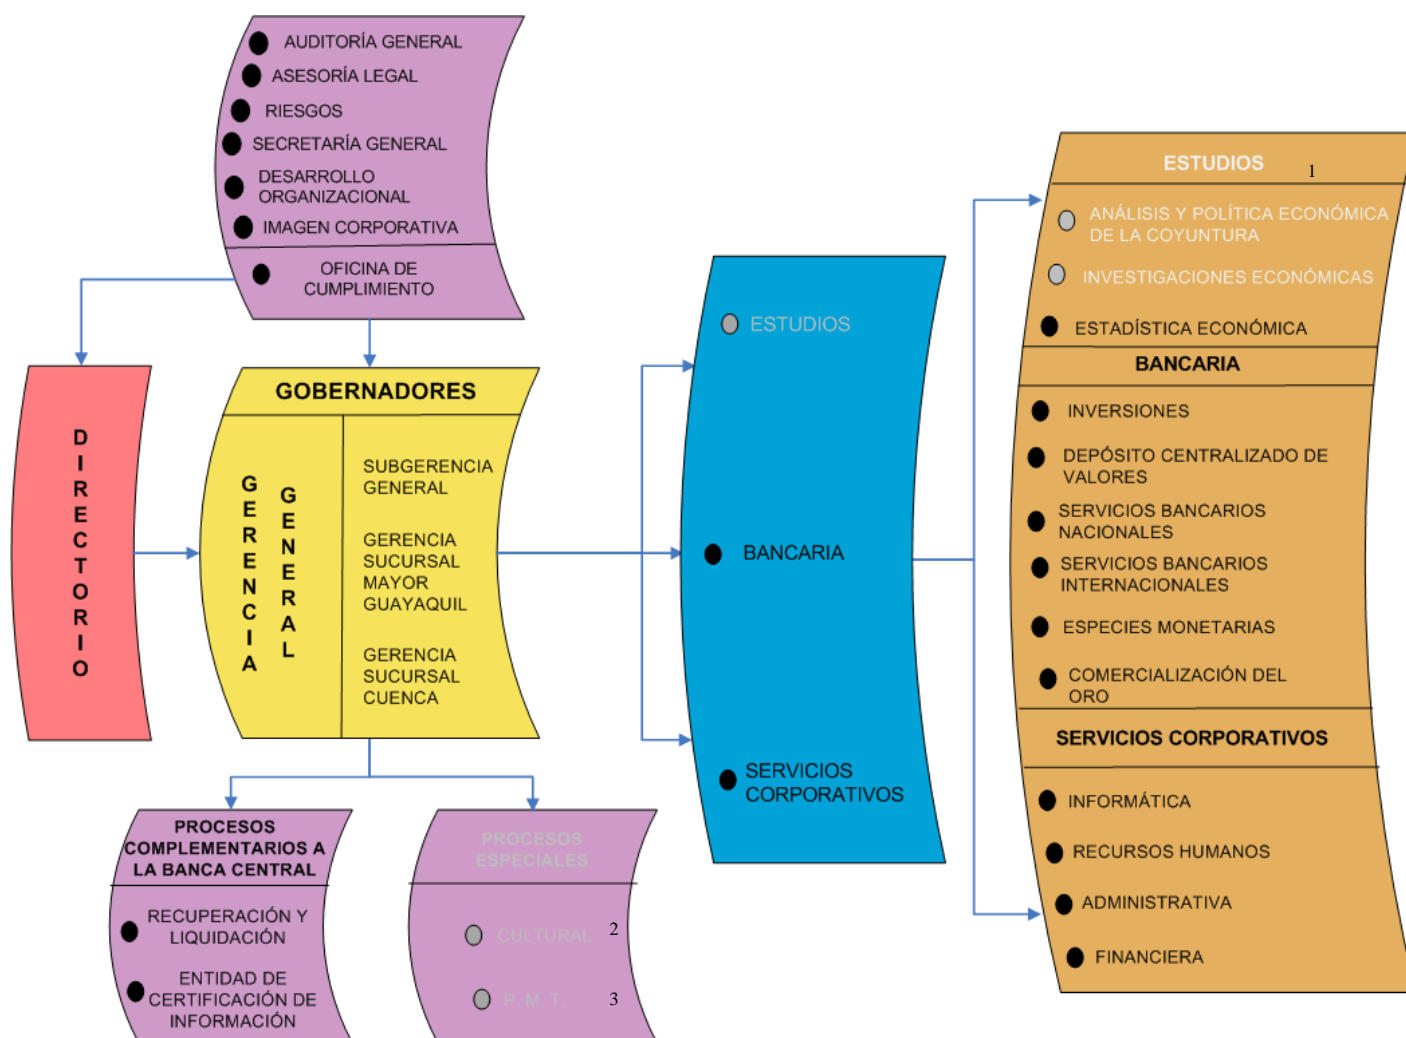 AUDITORÍA GENERAL
ASESORÍA LEGAL
RIESGOS
SECRETARÍA GENERAL
DESARROLLO
ORGANIZACIONAL
IMAGEN CORPORATIVA
OFICINA DE
CUMPLIMIENTO
DIRECTORIO
GOBERNADORES
GERENCIA
GENERAL
SUBGERENCIA
GENERAL
GERENCIA
SUCURSAL
MAYOR
GUAYAQUIL
GERENCIA
SUCURSAL
CUENCA
PROCESOS
COMPLEMENTARIOS A
LA BANCA CENTRAL
RECUPERACIÓN Y
LIQUIDACIÓN
ENTIDAD DE
CERTIFICACIÓN DE
INFORMACIÓN
PROCESOS
ESPECIALES
CULTURAL 2
P. M. T. 3
ESTUDIOS
BANCARIA
SERVICIOS
CORPORATIVOS
ESTUDIOS 1
ANÁLISIS Y POLÍTICA ECONÓMICA
DE LA COYUNTURA
INVESTIGACIONES ECONÓMICAS
ESTADÍSTICA ECONÓMICA
BANCARIA
INVERSIONES
DEPÓSITO CENTRALIZADO DE
VALORES
SERVICIOS BANCARIOS
NACIONALES
SERVICIOS BANCARIOS
INTERNACIONALES
ESPECIES MONETARIAS
COMERCIALIZACIÓN DEL
ORO
SERVICIOS CORPORATIVOS
INFORMÁTICA
RECURSOS HUMANOS
ADMINISTRATIVA
FINANCIERA